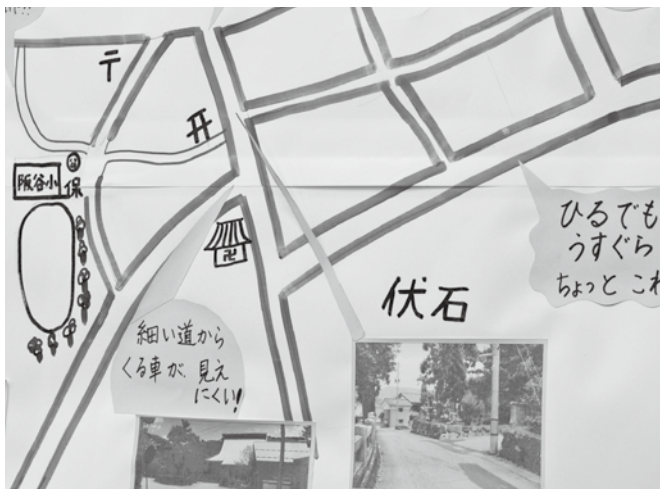 〒
阪谷小
保
卍
ひるでも
うすぐら
ちょっと これ
伏石
細い道から
くる車が、見え
にくい!